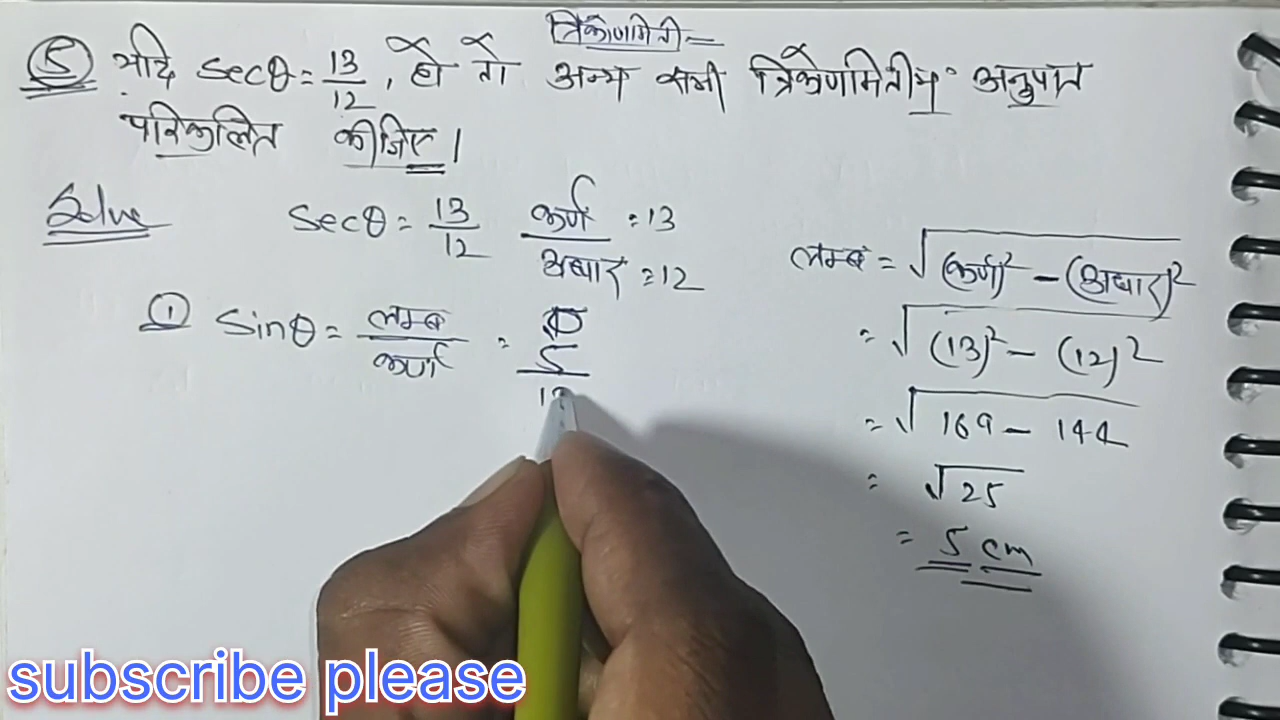 त्रिकोणमिती
(5) यदि secθ = 13/12, हो तो अन्य सभी त्रिकोणमितीय अनुपात
परिकलित कीजिए।
Solve
secθ = 13/12 कर्ण = 13
आधार = 12
① sinθ = लम्ब/कर्ण = 5/13
लम्ब = √(कर्ण)² - (आधार)²
= √(13)² - (12)²
= √169 - 144
= √25
= 5 cm
subscribe please